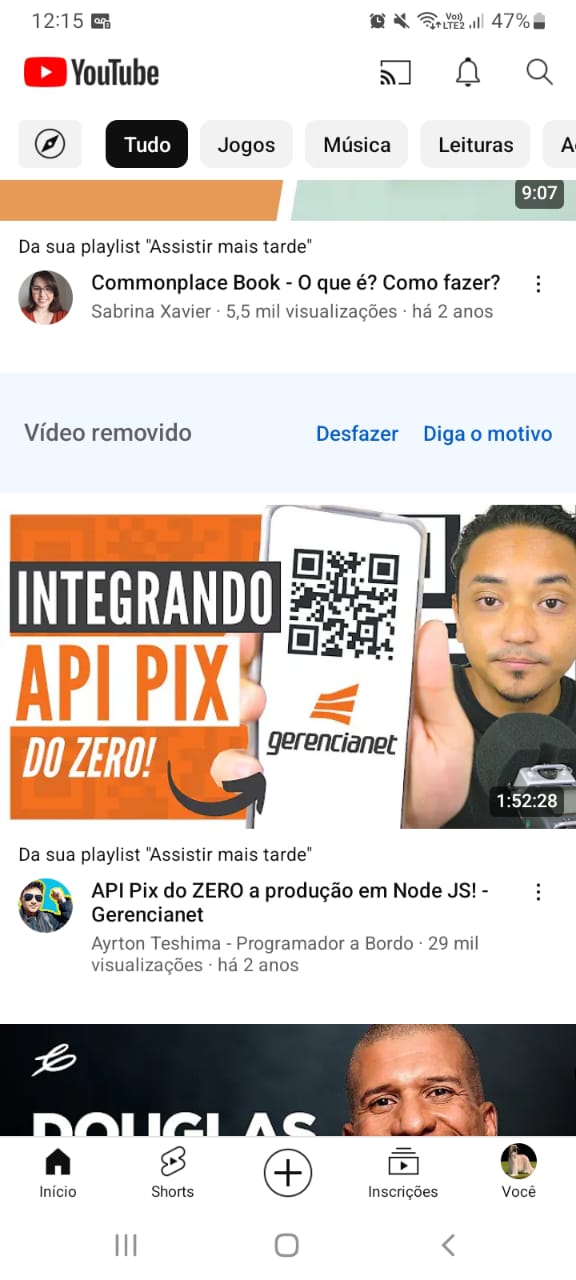 12:15
Vo)) LTE2 47%
YouTube
Tudo Jogos Música Leituras
9:07
Da sua playlist "Assistir mais tarde"
Commonplace Book - O que é? Como fazer?
Sabrina Xavier · 5,5 mil visualizações · há 2 anos
Vídeo removido Desfazer Diga o motivo
INTEGRANDO
API PIX
DO ZERO!
gerencianet
1:52:28
Da sua playlist "Assistir mais tarde"
API Pix do ZERO a produção em Node JS! -
Gerencianet
Ayrton Teshima - Programador a Bordo · 29 mil
visualizações · há 2 anos
DOUGLAS
Início Shorts Inscrições Você